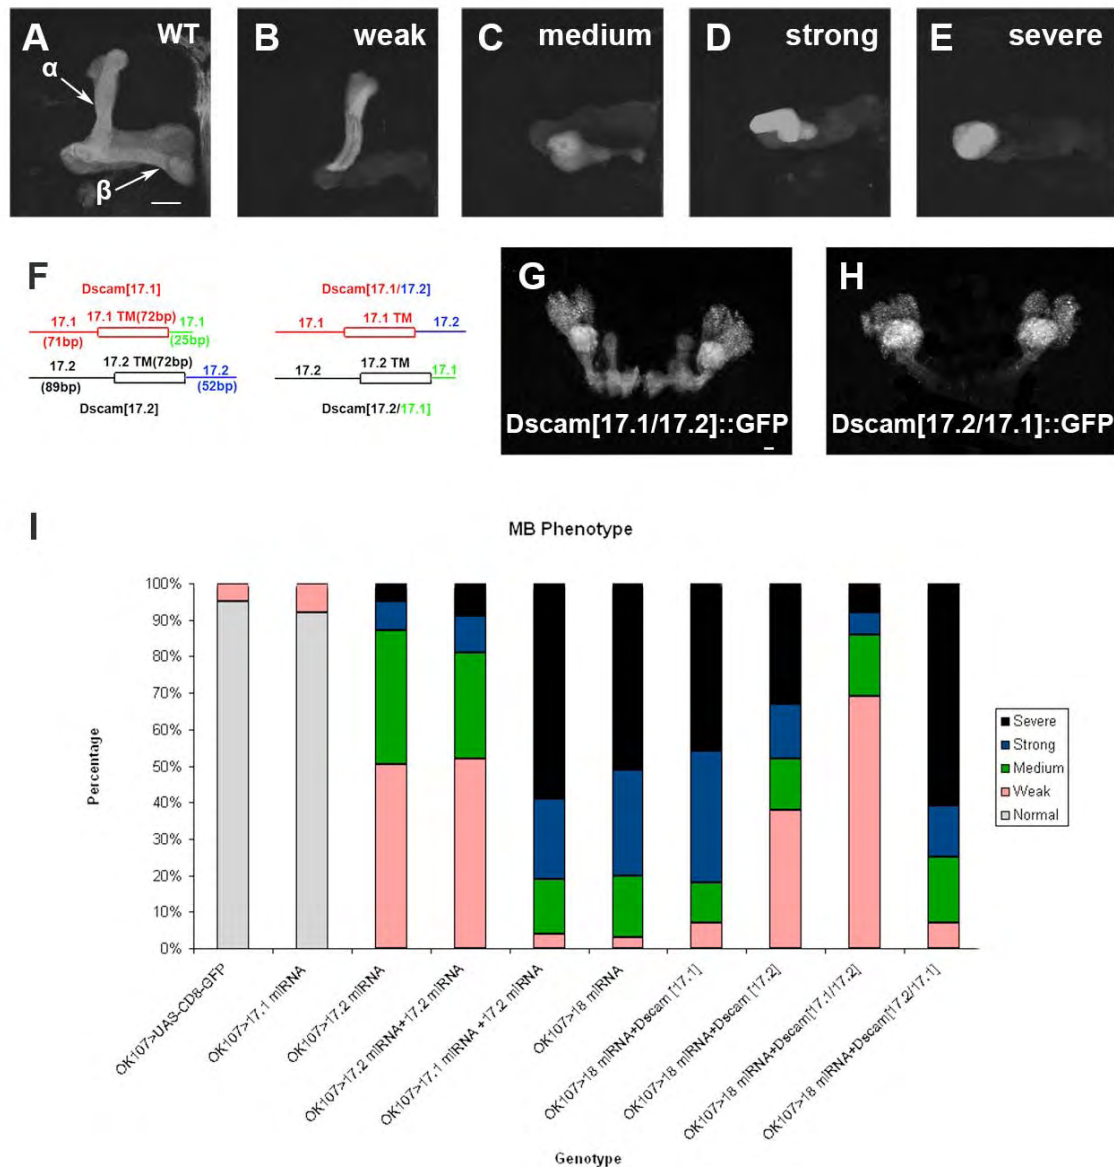 A WT
α
β
B weak
C medium
D strong
E severe
F
Dscam[17.1]
17.1 17.1 TM(72bp) 17.1
(71bp) (25bp)
17.2 17.2 TM(72bp) 17.2
(89bp) (52bp)
Dscam[17.2]
Dscam[17.1/17.2]
17.1 17.1 TM 17.2
17.2 17.2 TM 17.1
Dscam[17.2/17.1]
G
Dscam[17.1/17.2]::GFP
H
Dscam[17.2/17.1]::GFP
I
MB Phenotype
Percentage
100%
90%
80%
70%
60%
50%
40%
30%
20%
10%
0%
Severe
Strong
Medium
Weak
Normal
OK107>UAS-CD8-GFP
OK107>17.1 miRNA
OK107>17.2 miRNA
OK107>17.2 miRNA+17.2 miRNA
OK107>17.1 miRNA +17.2 miRNA
OK107>18 miRNA
OK107>18 miRNA+Dscam [17.1]
OK107>18 miRNA+Dscam [17.2]
OK107>18 miRNA+Dscam[17.1/17.2]
OK107>18 miRNA+Dscam[17.2/17.1]
Genotype